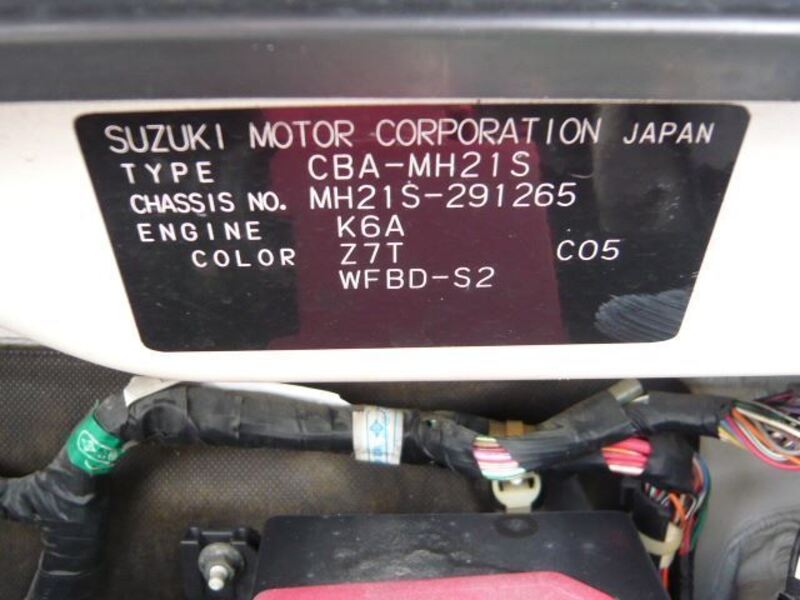 SUZUKI MOTOR CORPORATION JAPAN
TYPE CBA-MH21S
CHASSIS NO. MH21S-291265
ENGINE K6A
COLOR Z7T C05
WFBD-S2